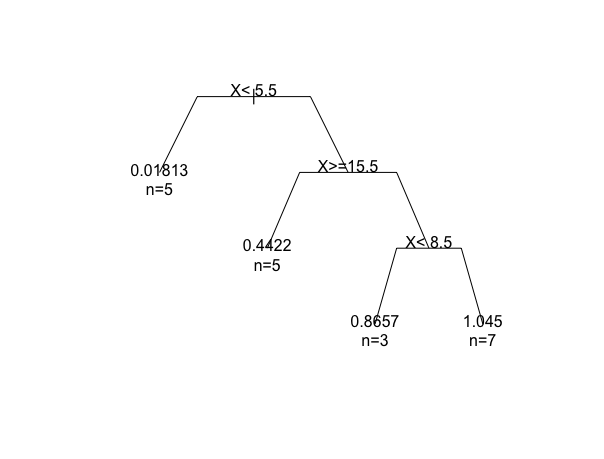 X< 5.5
0.01813
n=5
X>=15.5
0.4422
n=5
X< 8.5
0.8657
n=3
1.045
n=7